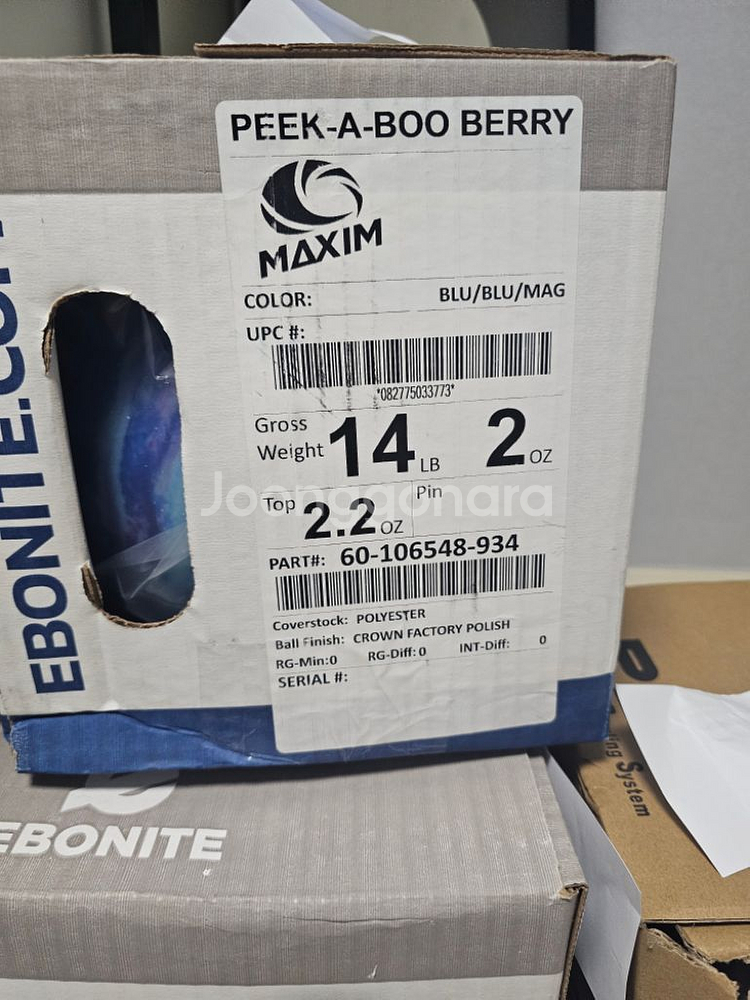 PEEK-A-BOO BERRY
MAXIM
COLOR: BLU/BLU/MAG
UPC #:
*082775033773*
Gross Weight 14 LB 2 OZ
Top 2.2 OZ Pin
PART#: 60-106548-934
Coverstock: POLYESTER
Ball Finish: CROWN FACTORY POLISH
RG-Min:0 RG-Diff: 0 INT-Diff: 0
SERIAL #:
EBONITE.COM
Joonggonara
EBONITE
System